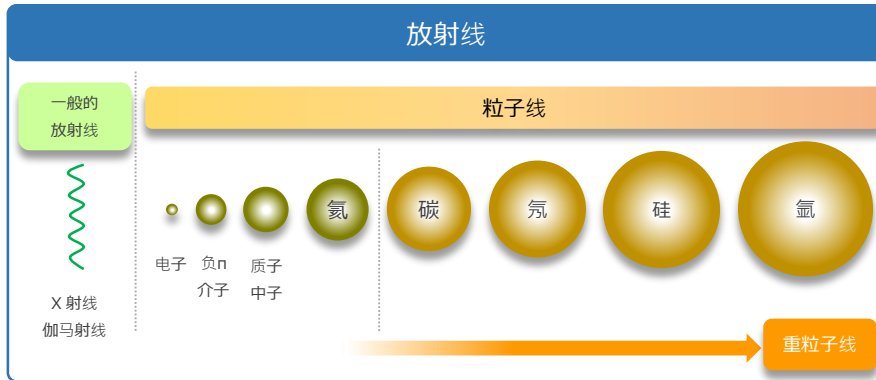 放射线
一般的
放射线
粒子线
氦
碳
氖
硅
氩
电子
负n
介子
质子
中子
X 射线
伽马射线
重粒子线